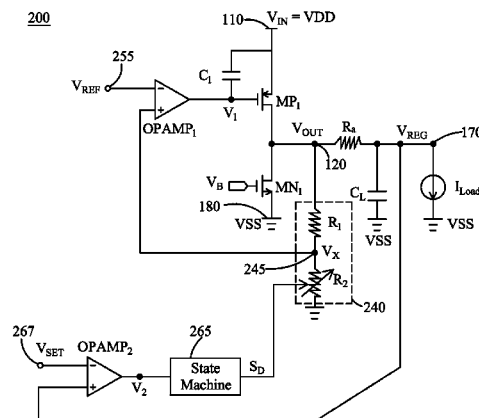 200
110
V_IN = VDD
255
C_1
V_REF
MP_1
OPAMP_1
V_1
V_OUT
R_a
V_REG
170
120
V_B
MN_1
C_L
I_Load
180
VSS
R_1
VSS
VSS
245
V_X
R_2
240
267
OPAMP_2
265
V_SET
State
Machine
S_D
V_2